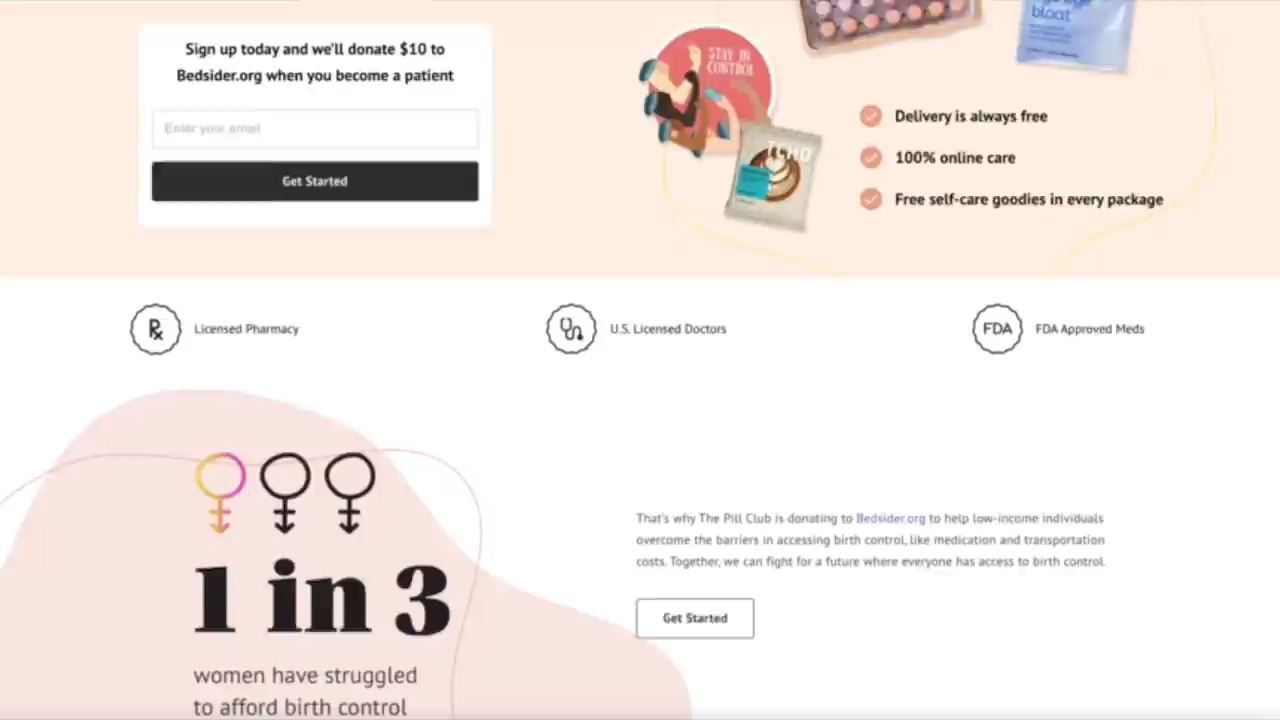 Sign up today and we'll donate $10 to
Bedsider.org when you become a patient
Enter your email
Get Started
bloat
STAY IN
CONTROL
TCHO
Delivery is always free
100% online care
Free self-care goodies in every package
Rx
Licensed Pharmacy
U.S. Licensed Doctors
FDA
FDA Approved Meds
1 in 3
women have struggled
to afford birth control
That's why The Pill Club is donating to Bedsider.org to help low-income individuals
overcome the barriers in accessing birth control, like medication and transportation
costs. Together, we can fight for a future where everyone has access to birth control.
Get Started